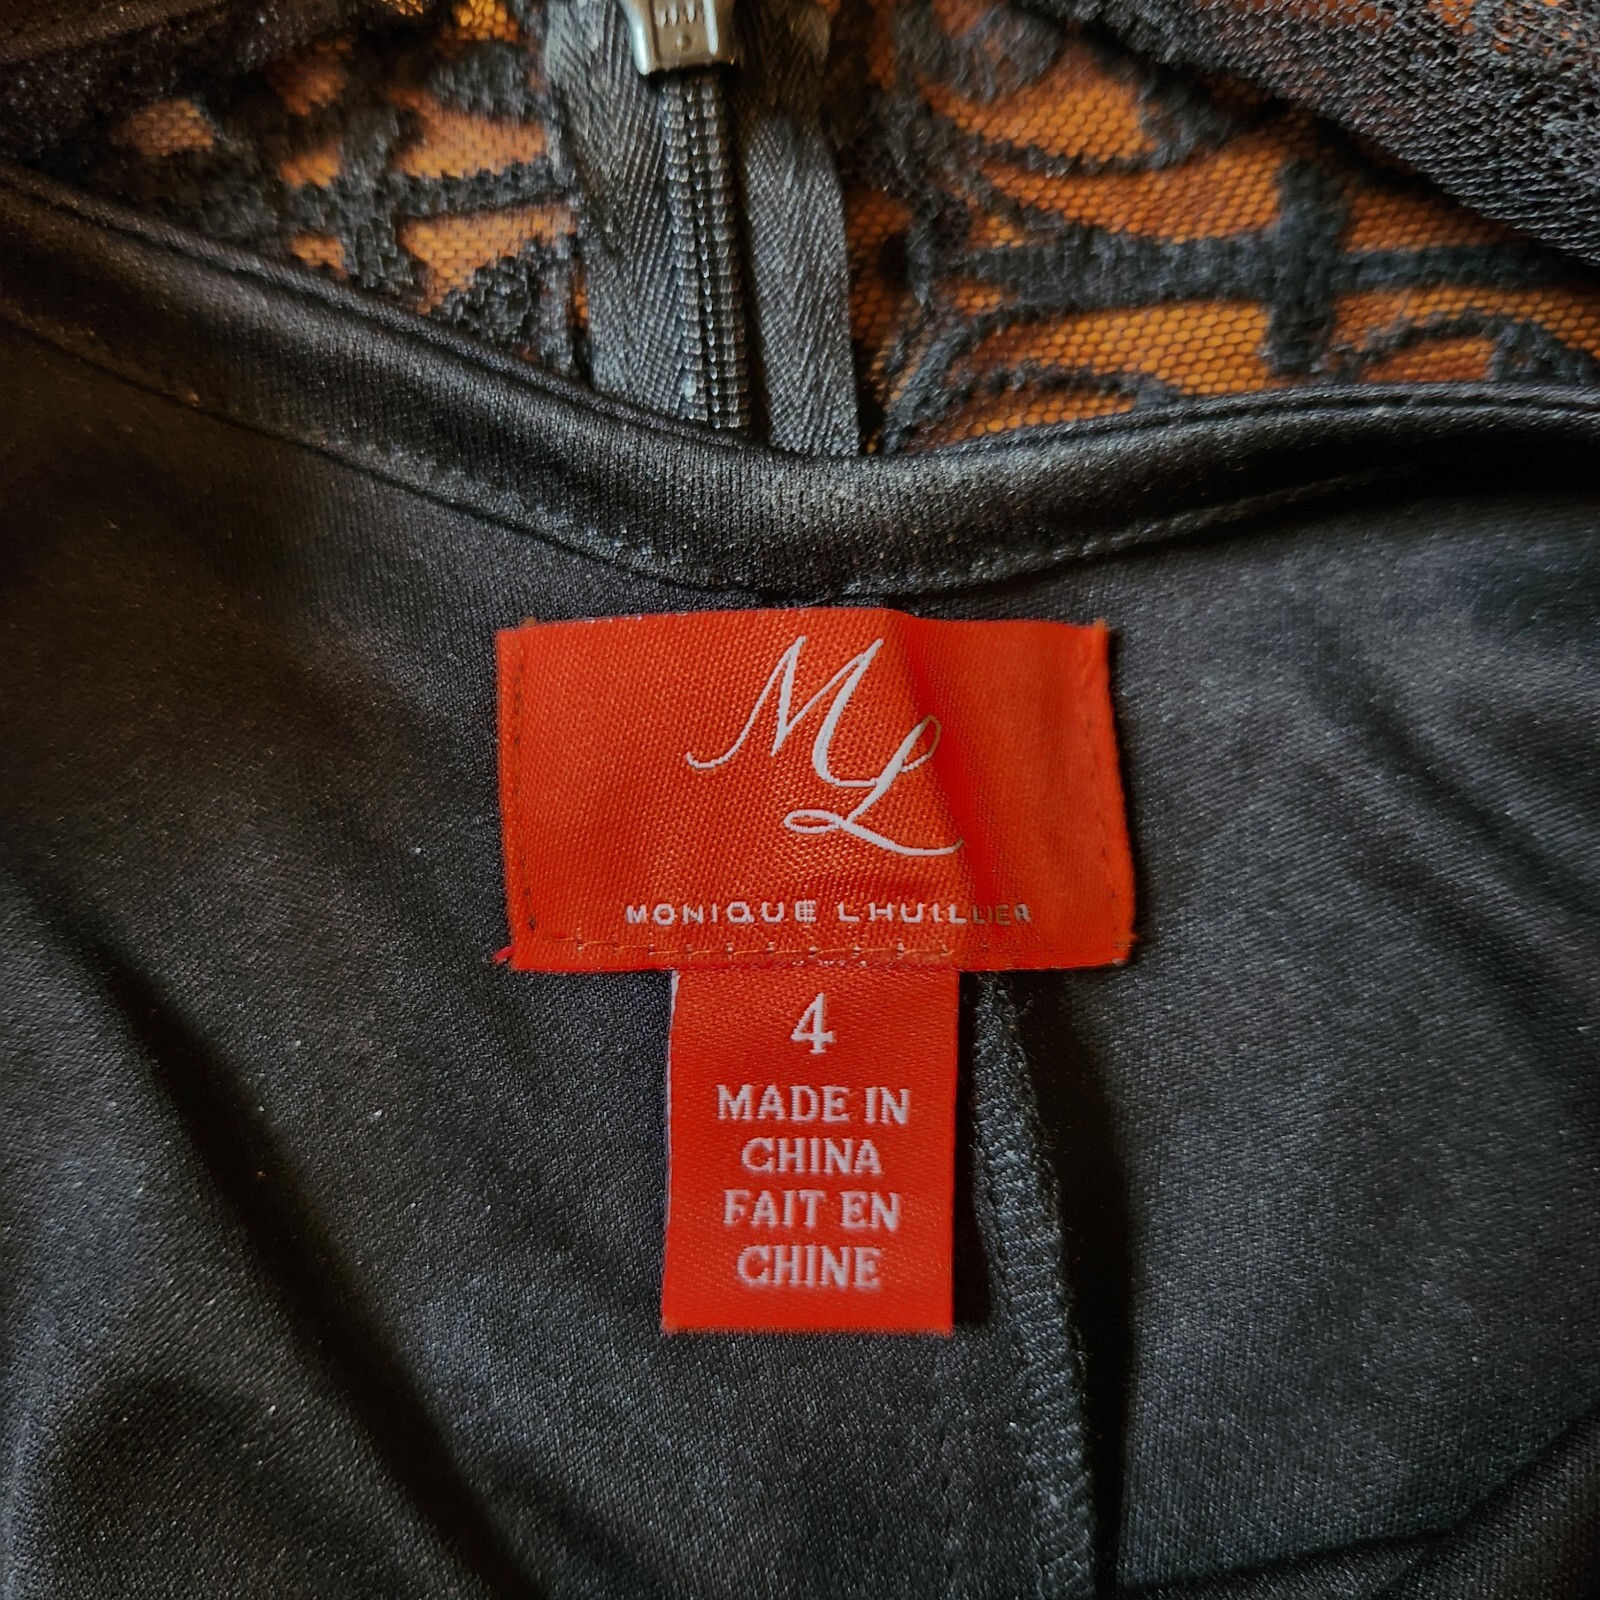 ML
MONIQUE LHUILLIER
4
MADE IN
CHINA
FAIT EN
CHINE